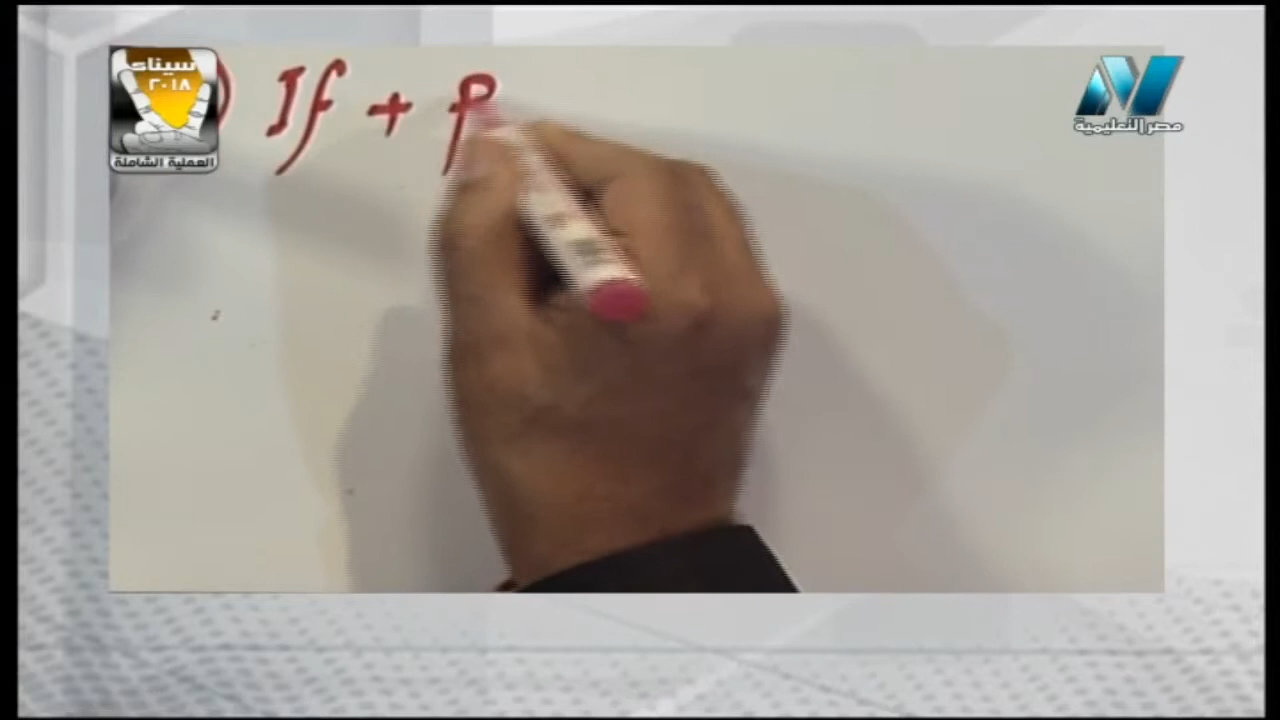 سيناء
٢٠١٨
العملية الشاملة
مصر التعليمية
) If + p